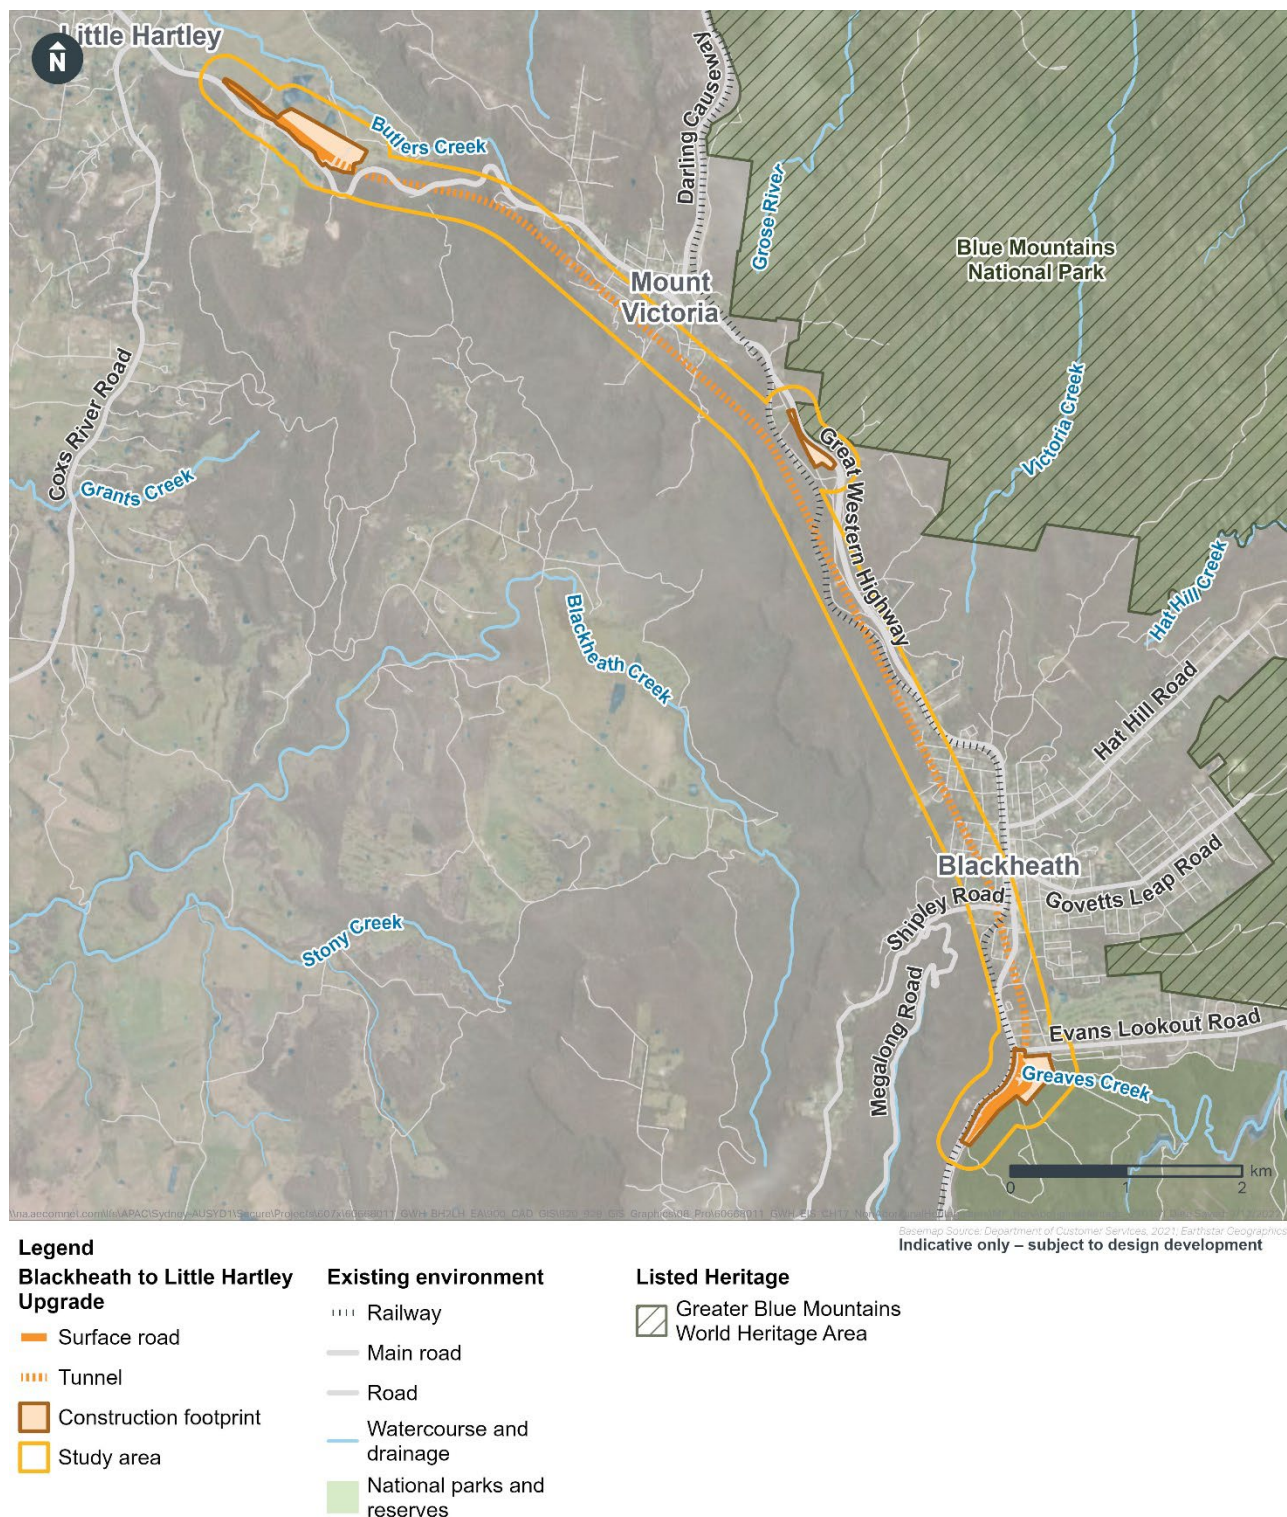 Little Hartley
N
Butlers Creek
Darling Causeway
Grose River
Blue Mountains
National Park
Mount
Victoria
Coxs River Road
Grants Creek
Great Western Highway
Victoria Creek
Hat Hill Creek
Blackheath Creek
Hat Hill Road
Blackheath
Govetts Leap Road
Shipley Road
Stony Creek
Megalong Road
Evans Lookout Road
Greaves Creek
km
0 1 2
Basemap Source: Department of Customer Services, 2021; Earthstar Geographics
Indicative only – subject to design development
Legend
Blackheath to Little Hartley
Upgrade
Surface road
Tunnel
Construction footprint
Study area
Existing environment
Railway
Main road
Road
Watercourse and
drainage
National parks and
reserves
Listed Heritage
Greater Blue Mountains
World Heritage Area